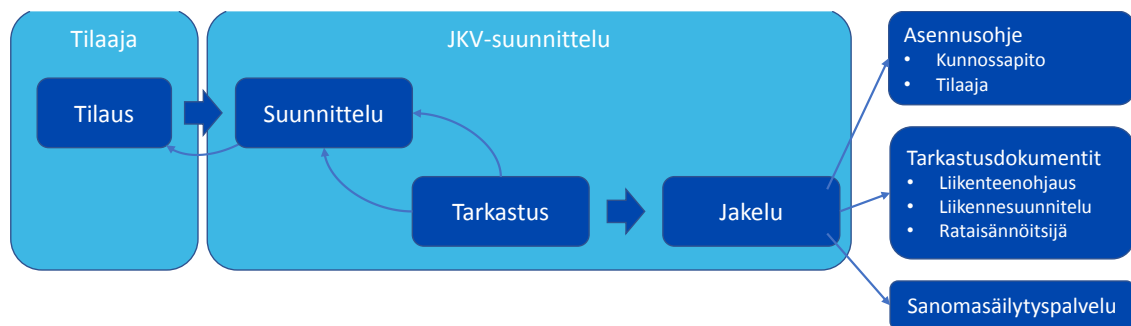 Tilaaja
JKV-suunnittelu
Tilaus
Suunnittelu
Tarkastus
Jakelu
Asennusohje
• Kunnossapito
• Tilaaja
Tarkastusdokumentit
• Liikenteenohjaus
• Liikennesuunnitelu
• Rataisännöitsijä
Sanomasäilytyspalvelu